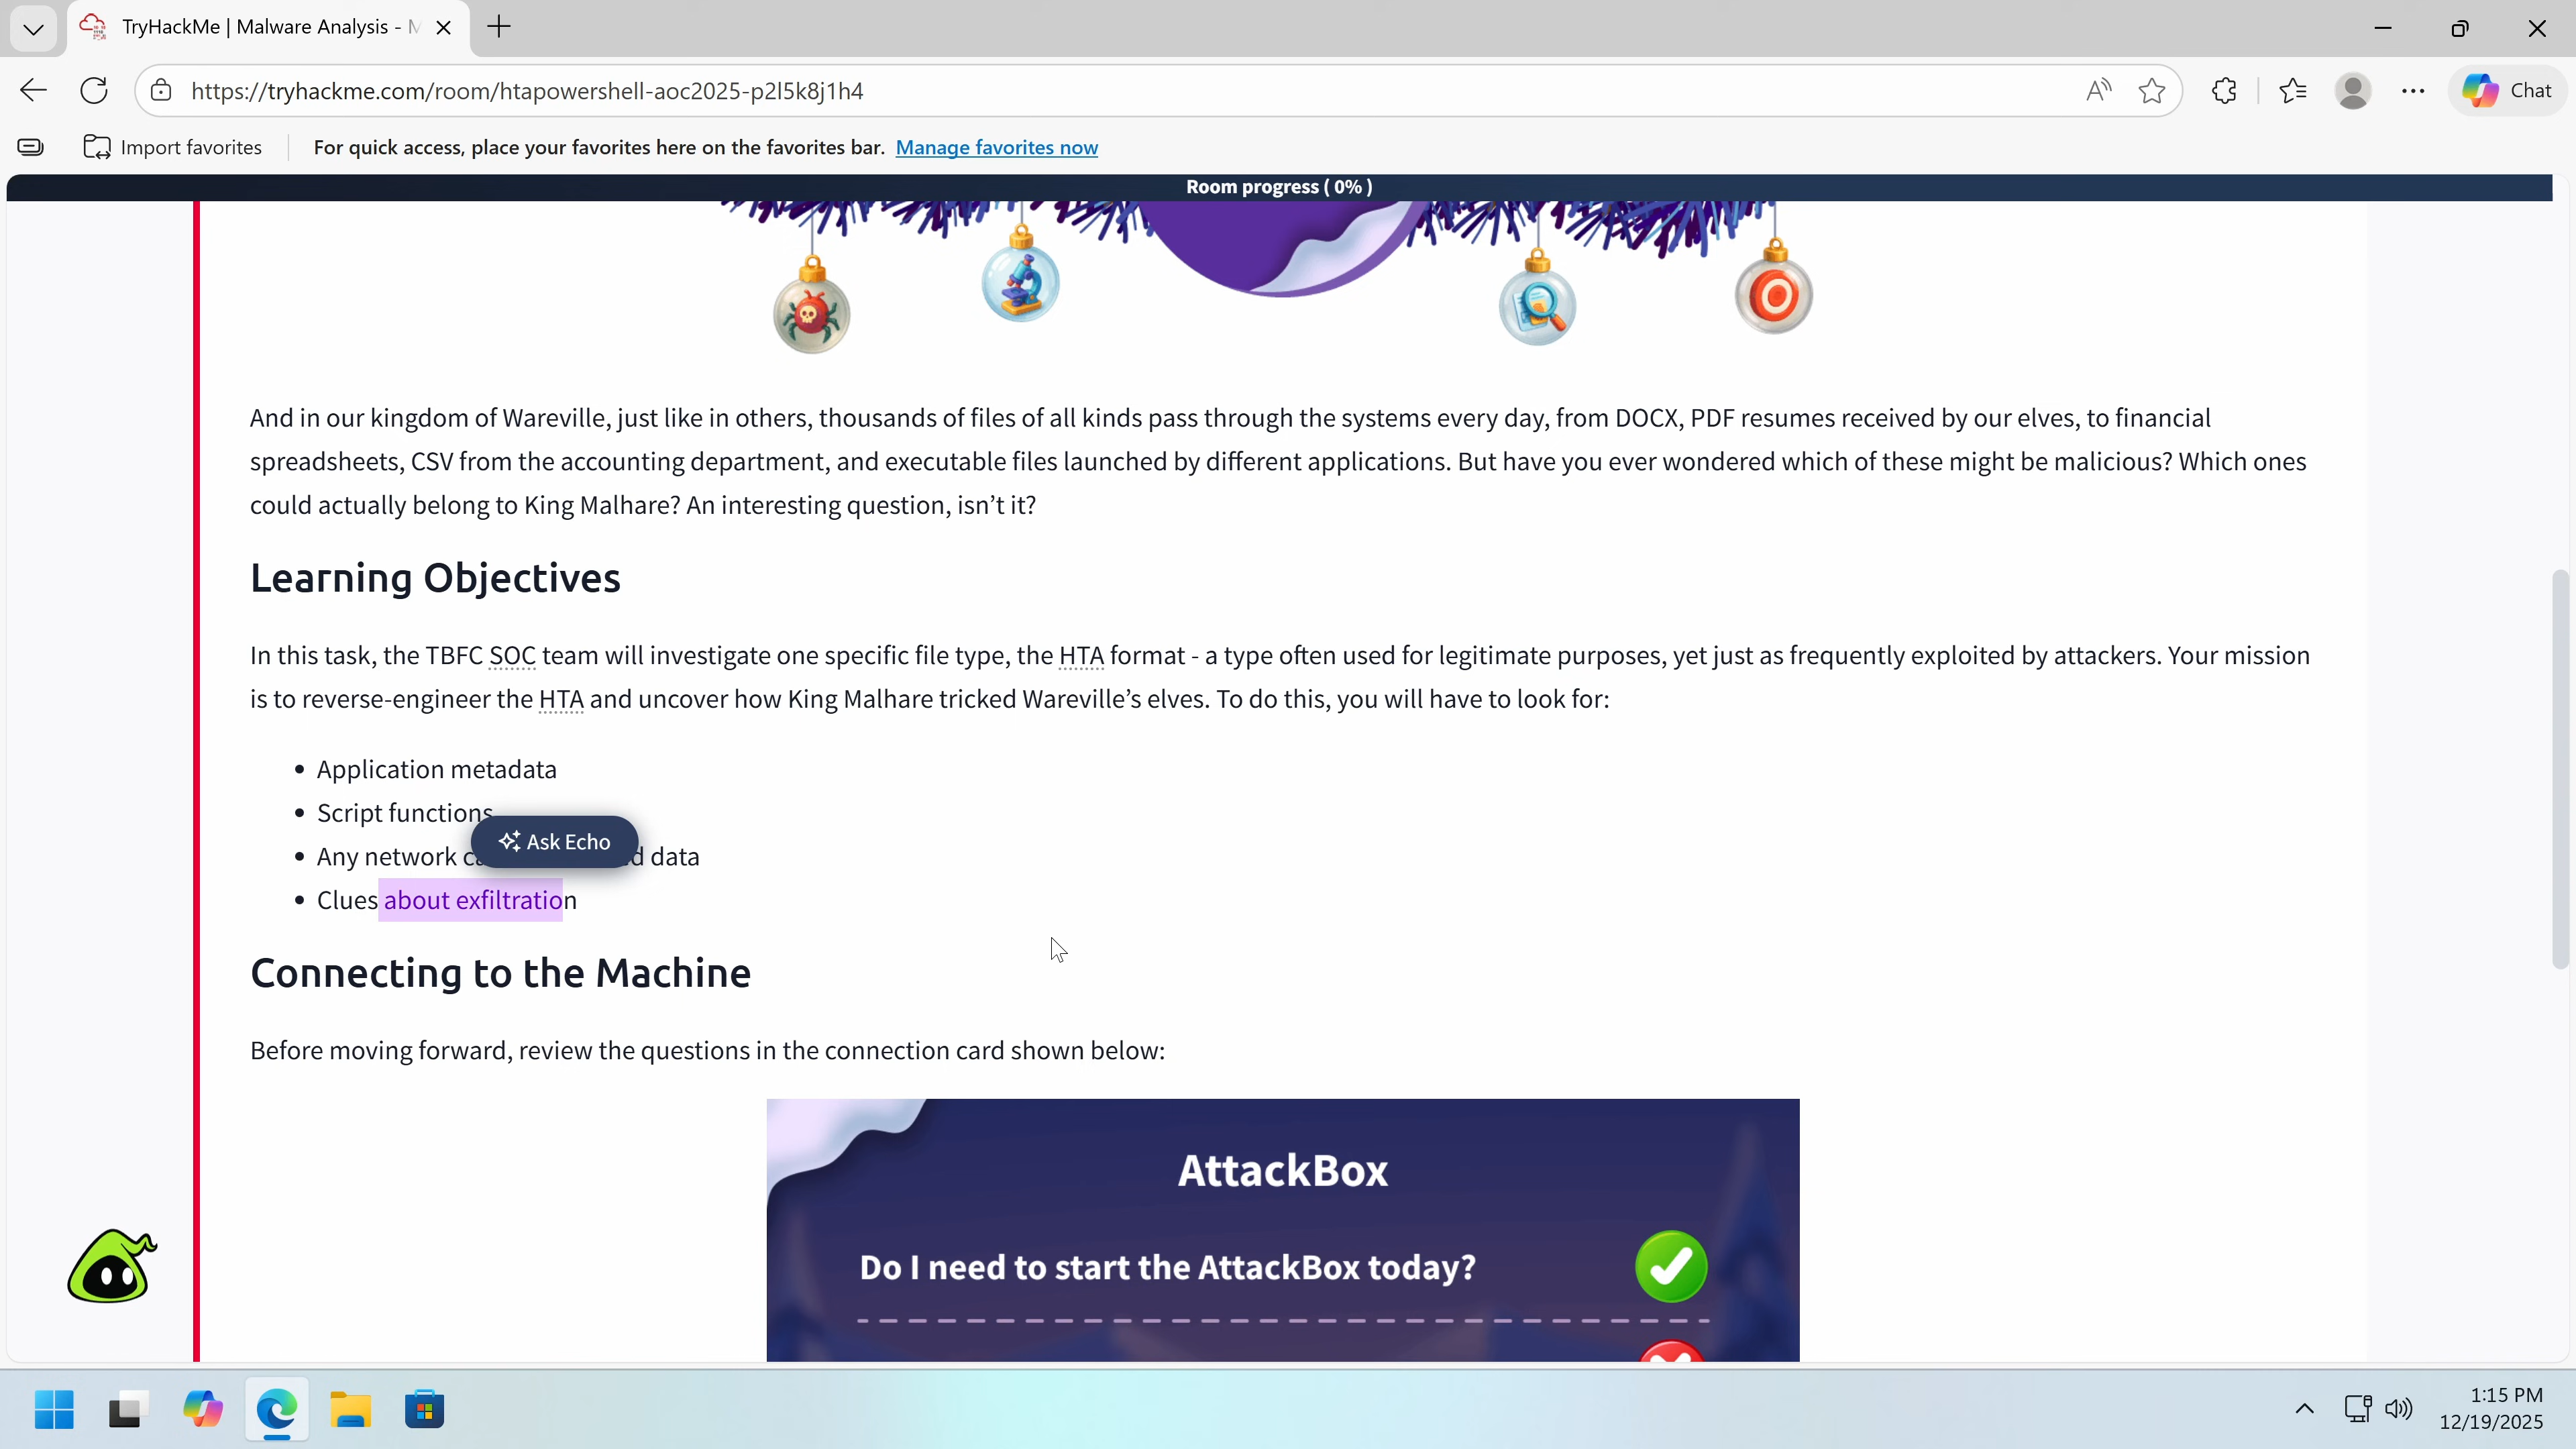 TryHackMe | Malware Analysis - M
https://tryhackme.com/room/htapowershell-aoc2025-p2l5k8j1h4
Chat
Import favorites
For quick access, place your favorites here on the favorites bar. Manage favorites now
Room progress ( 0% )
And in our kingdom of Wareville, just like in others, thousands of files of all kinds pass through the systems every day, from DOCX, PDF resumes received by our elves, to financial
spreadsheets, CSV from the accounting department, and executable files launched by different applications. But have you ever wondered which of these might be malicious? Which ones
could actually belong to King Malhare? An interesting question, isn’t it?
Learning Objectives
In this task, the TBFC SOC team will investigate one specific file type, the HTA format - a type often used for legitimate purposes, yet just as frequently exploited by attackers. Your mission
is to reverse-engineer the HTA and uncover how King Malhare tricked Wareville’s elves. To do this, you will have to look for:
• Application metadata
• Script functions
Ask Echo
• Any network data
• Clues about exfiltration
Connecting to the Machine
Before moving forward, review the questions in the connection card shown below:
AttackBox
Do I need to start the AttackBox today?
1:15 PM
12/19/2025